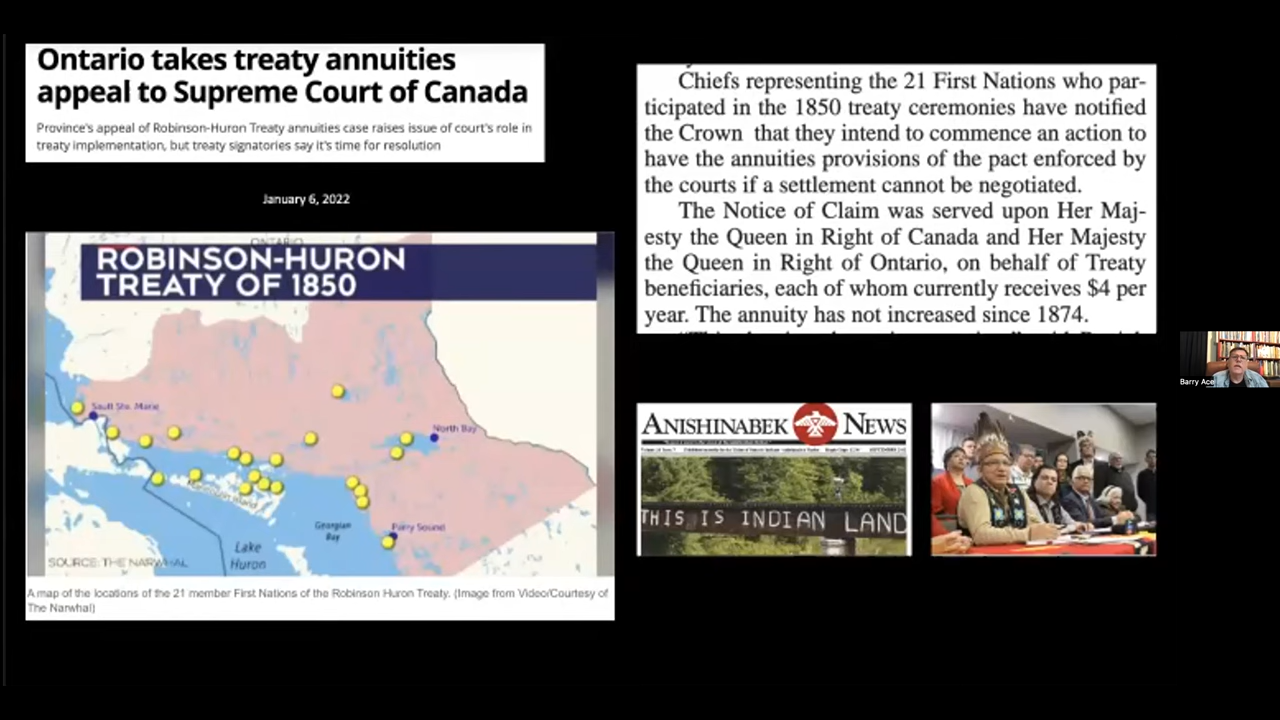 Ontario takes treaty annuities
appeal to Supreme Court of Canada
Province's appeal of Robinson-Huron Treaty annuities case raises issue of court's role in
treaty implementation, but treaty signatories say it's time for resolution
January 6, 2022
ONTARIO
ROBINSON-HURON
TREATY OF 1850
Sault Ste. Marie
North Bay
Parry Sound
Georgian
Bay
Lake
Huron
SOURCE: THE NARWHAL
A map of the locations of the 21 member First Nations of the Robinson Huron Treaty. (Image from Video/Courtesy of
The Narwhal)
Chiefs representing the 21 First Nations who par-
ticipated in the 1850 treaty ceremonies have notified
the Crown that they intend to commence an action to
have the annuities provisions of the pact enforced by
the courts if a settlement cannot be negotiated.
The Notice of Claim was served upon Her Maj-
esty the Queen in Right of Canada and Her Majesty
the Queen in Right of Ontario, on behalf of Treaty
beneficiaries, each of whom currently receives $4 per
year. The annuity has not increased since 1874.
ANISHINABEK NEWS
THIS IS INDIAN LAND
Barry Ace